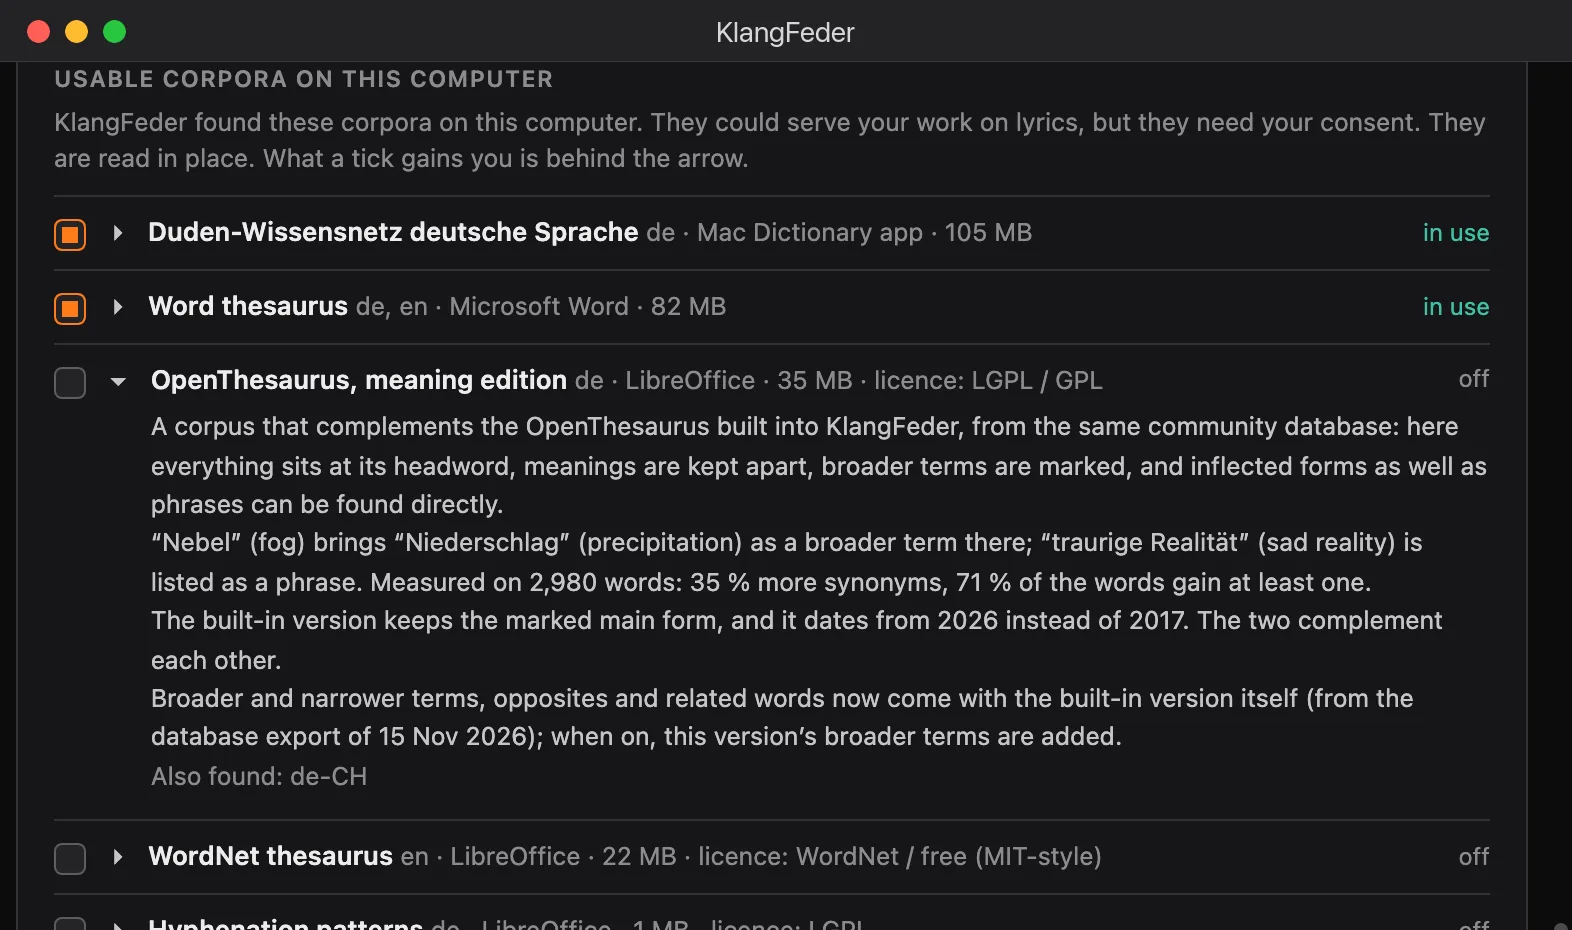 KlangFeder
USABLE CORPORA ON THIS COMPUTER
KlangFeder found these corpora on this computer. They could serve your work on lyrics, but they need your consent. They
are read in place. What a tick gains you is behind the arrow.
Duden-Wissensnetz deutsche Sprache de · Mac Dictionary app · 105 MB in use
Word thesaurus de, en · Microsoft Word · 82 MB in use
OpenThesaurus, meaning edition de · LibreOffice · 35 MB · licence: LGPL / GPL off
A corpus that complements the OpenThesaurus built into KlangFeder, from the same community database: here
everything sits at its headword, meanings are kept apart, broader terms are marked, and inflected forms as well as
phrases can be found directly.
“Nebel” (fog) brings “Niederschlag” (precipitation) as a broader term there; “traurige Realität” (sad reality) is
listed as a phrase. Measured on 2,980 words: 35 % more synonyms, 71 % of the words gain at least one.
The built-in version keeps the marked main form, and it dates from 2026 instead of 2017. The two complement
each other.
Broader and narrower terms, opposites and related words now come with the built-in version itself (from the
database export of 15 Nov 2026); when on, this version’s broader terms are added.
Also found: de-CH
WordNet thesaurus en · LibreOffice · 22 MB · licence: WordNet / free (MIT-style) off
Hyphenation patterns de · LibreOffice · 1 MB · licence: LGPL off